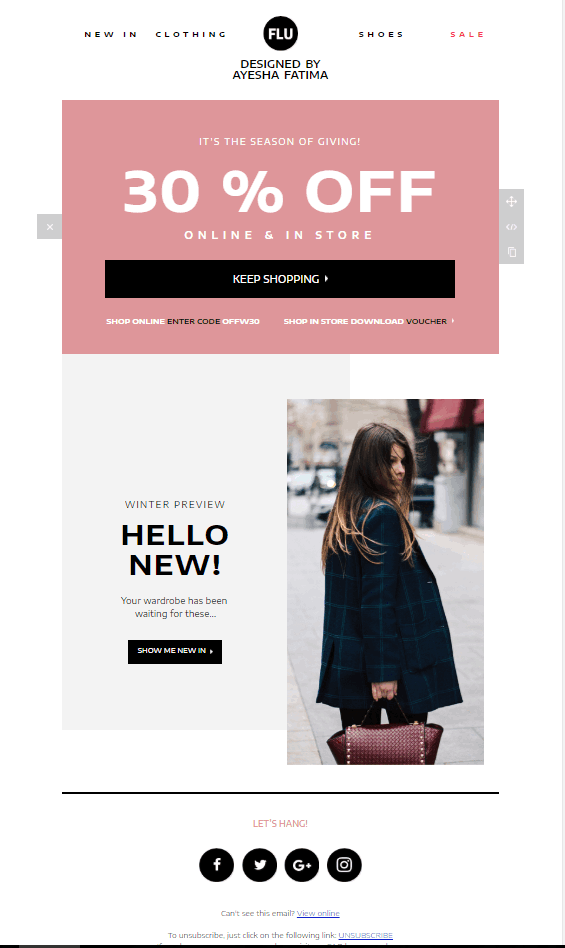 NEW IN CLOTHING FLU SHOES SALE
DESIGNED BY
AYESHA FATIMA
IT'S THE SEASON OF GIVING!
30 % OFF
ONLINE & IN STORE
KEEP SHOPPING
SHOP ONLINE ENTER CODE OFFW30 SHOP IN STORE DOWNLOAD VOUCHER
WINTER PREVIEW
HELLO
NEW!
Your wardrobe has been
waiting for these...
SHOW ME NEW IN
LET'S HANG!
Can't see this email? View online
To unsubscribe, just click on the following link: UNSUBSCRIBE